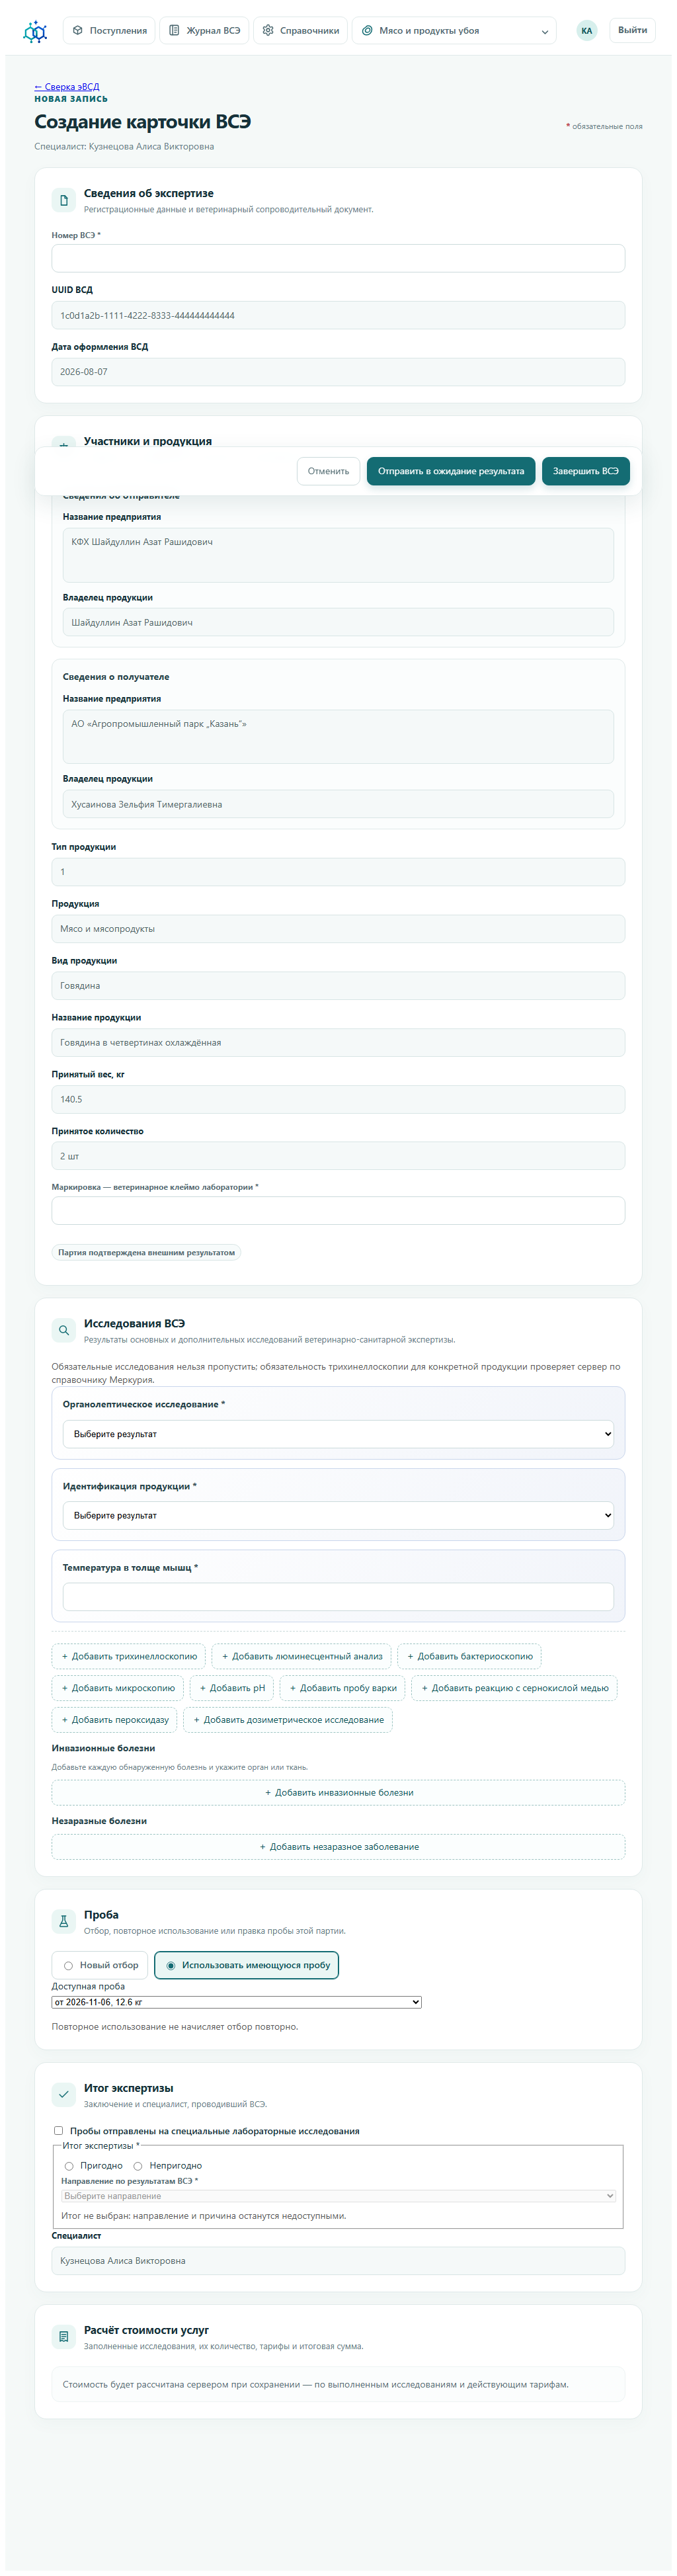 Поступления
Журнал ВСЭ
Справочники
Мясо и продукты убоя
КА
Выйти
← Сверка эВСД
НОВАЯ ЗАПИСЬ
Создание карточки ВСЭ
* обязательные поля
Специалист: Кузнецова Алиса Викторовна
Сведения об экспертизе
Регистрационные данные и ветеринарный сопроводительный документ.
Номер ВСЭ *
UUID ВСД
1c0d1a2b-1111-4222-8333-444444444444
Дата оформления ВСД
2026-08-07
Участники и продукция
Отменить
Отправить в ожидание результата
Завершить ВСЭ
Сведения об отправителе
Название предприятия
КФХ Шайдуллин Азат Рашидович
Владелец продукции
Шайдуллин Азат Рашидович
Сведения о получателе
Название предприятия
АО «Агропромышленный парк „Казань“»
Владелец продукции
Хусаинова Зельфия Тимергалиевна
Тип продукции
1
Продукция
Мясо и мясопродукты
Вид продукции
Говядина
Название продукции
Говядина в четвертинах охлаждённая
Принятый вес, кг
140.5
Принятое количество
2 шт
Маркировка — ветеринарное клеймо лаборатории *
Партия подтверждена внешним результатом
Исследования ВСЭ
Результаты основных и дополнительных исследований ветеринарно-санитарной экспертизы.
Обязательные исследования нельзя пропустить: обязательность трихинеллоскопии для конкретной продукции проверяет сервер по
справочнику Меркурия.
Органолептическое исследование *
Выберите результат
Идентификация продукции *
Выберите результат
Температура в толще мышц *
+ Добавить трихинеллоскопию
+ Добавить люминесцентный анализ
+ Добавить бактериоскопию
+ Добавить микроскопию
+ Добавить pH
+ Добавить пробу варки
+ Добавить реакцию с сернокислой медью
+ Добавить пероксидазу
+ Добавить дозиметрическое исследование
Инвазионные болезни
Добавьте каждую обнаруженную болезнь и укажите орган или ткань.
+ Добавить инвазионные болезни
Незаразные болезни
+ Добавить незаразное заболевание
Проба
Отбор, повторное использование или правка пробы этой партии.
Новый отбор
Использовать имеющуюся пробу
Доступная проба
от 2026-11-06, 12.6 кг
Повторное использование не начисляет отбор повторно.
Итог экспертизы
Заключение и специалист, проводивший ВСЭ.
Пробы отправлены на специальные лабораторные исследования
Итог экспертизы *
Пригодно
Непригодно
Направление по результатам ВСЭ *
Выберите направление
Итог не выбран: направление и причина останутся недоступными.
Специалист
Кузнецова Алиса Викторовна
Расчёт стоимости услуг
Заполненные исследования, их количество, тарифы и итоговая сумма.
Стоимость будет рассчитана сервером при сохранении — по выполненным исследованиям и действующим тарифам.